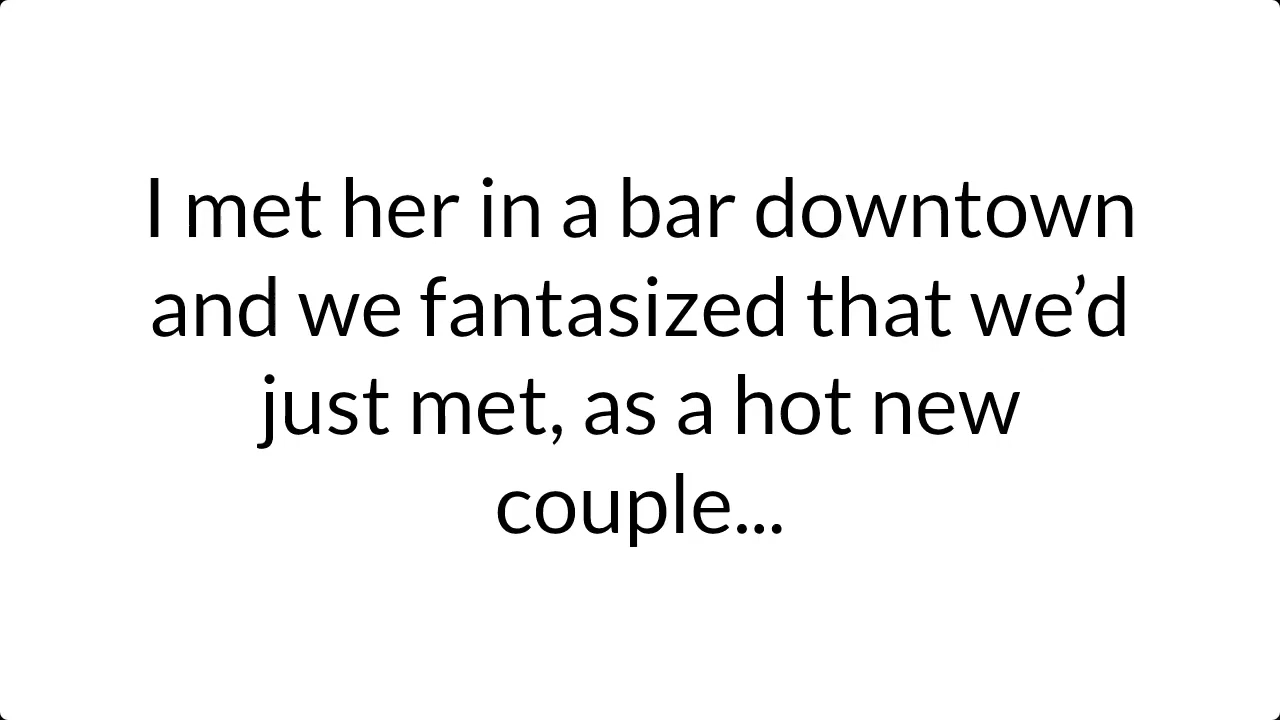 I met her in a bar downtown
and we fantasized that we’d
just met, as a hot new
couple...